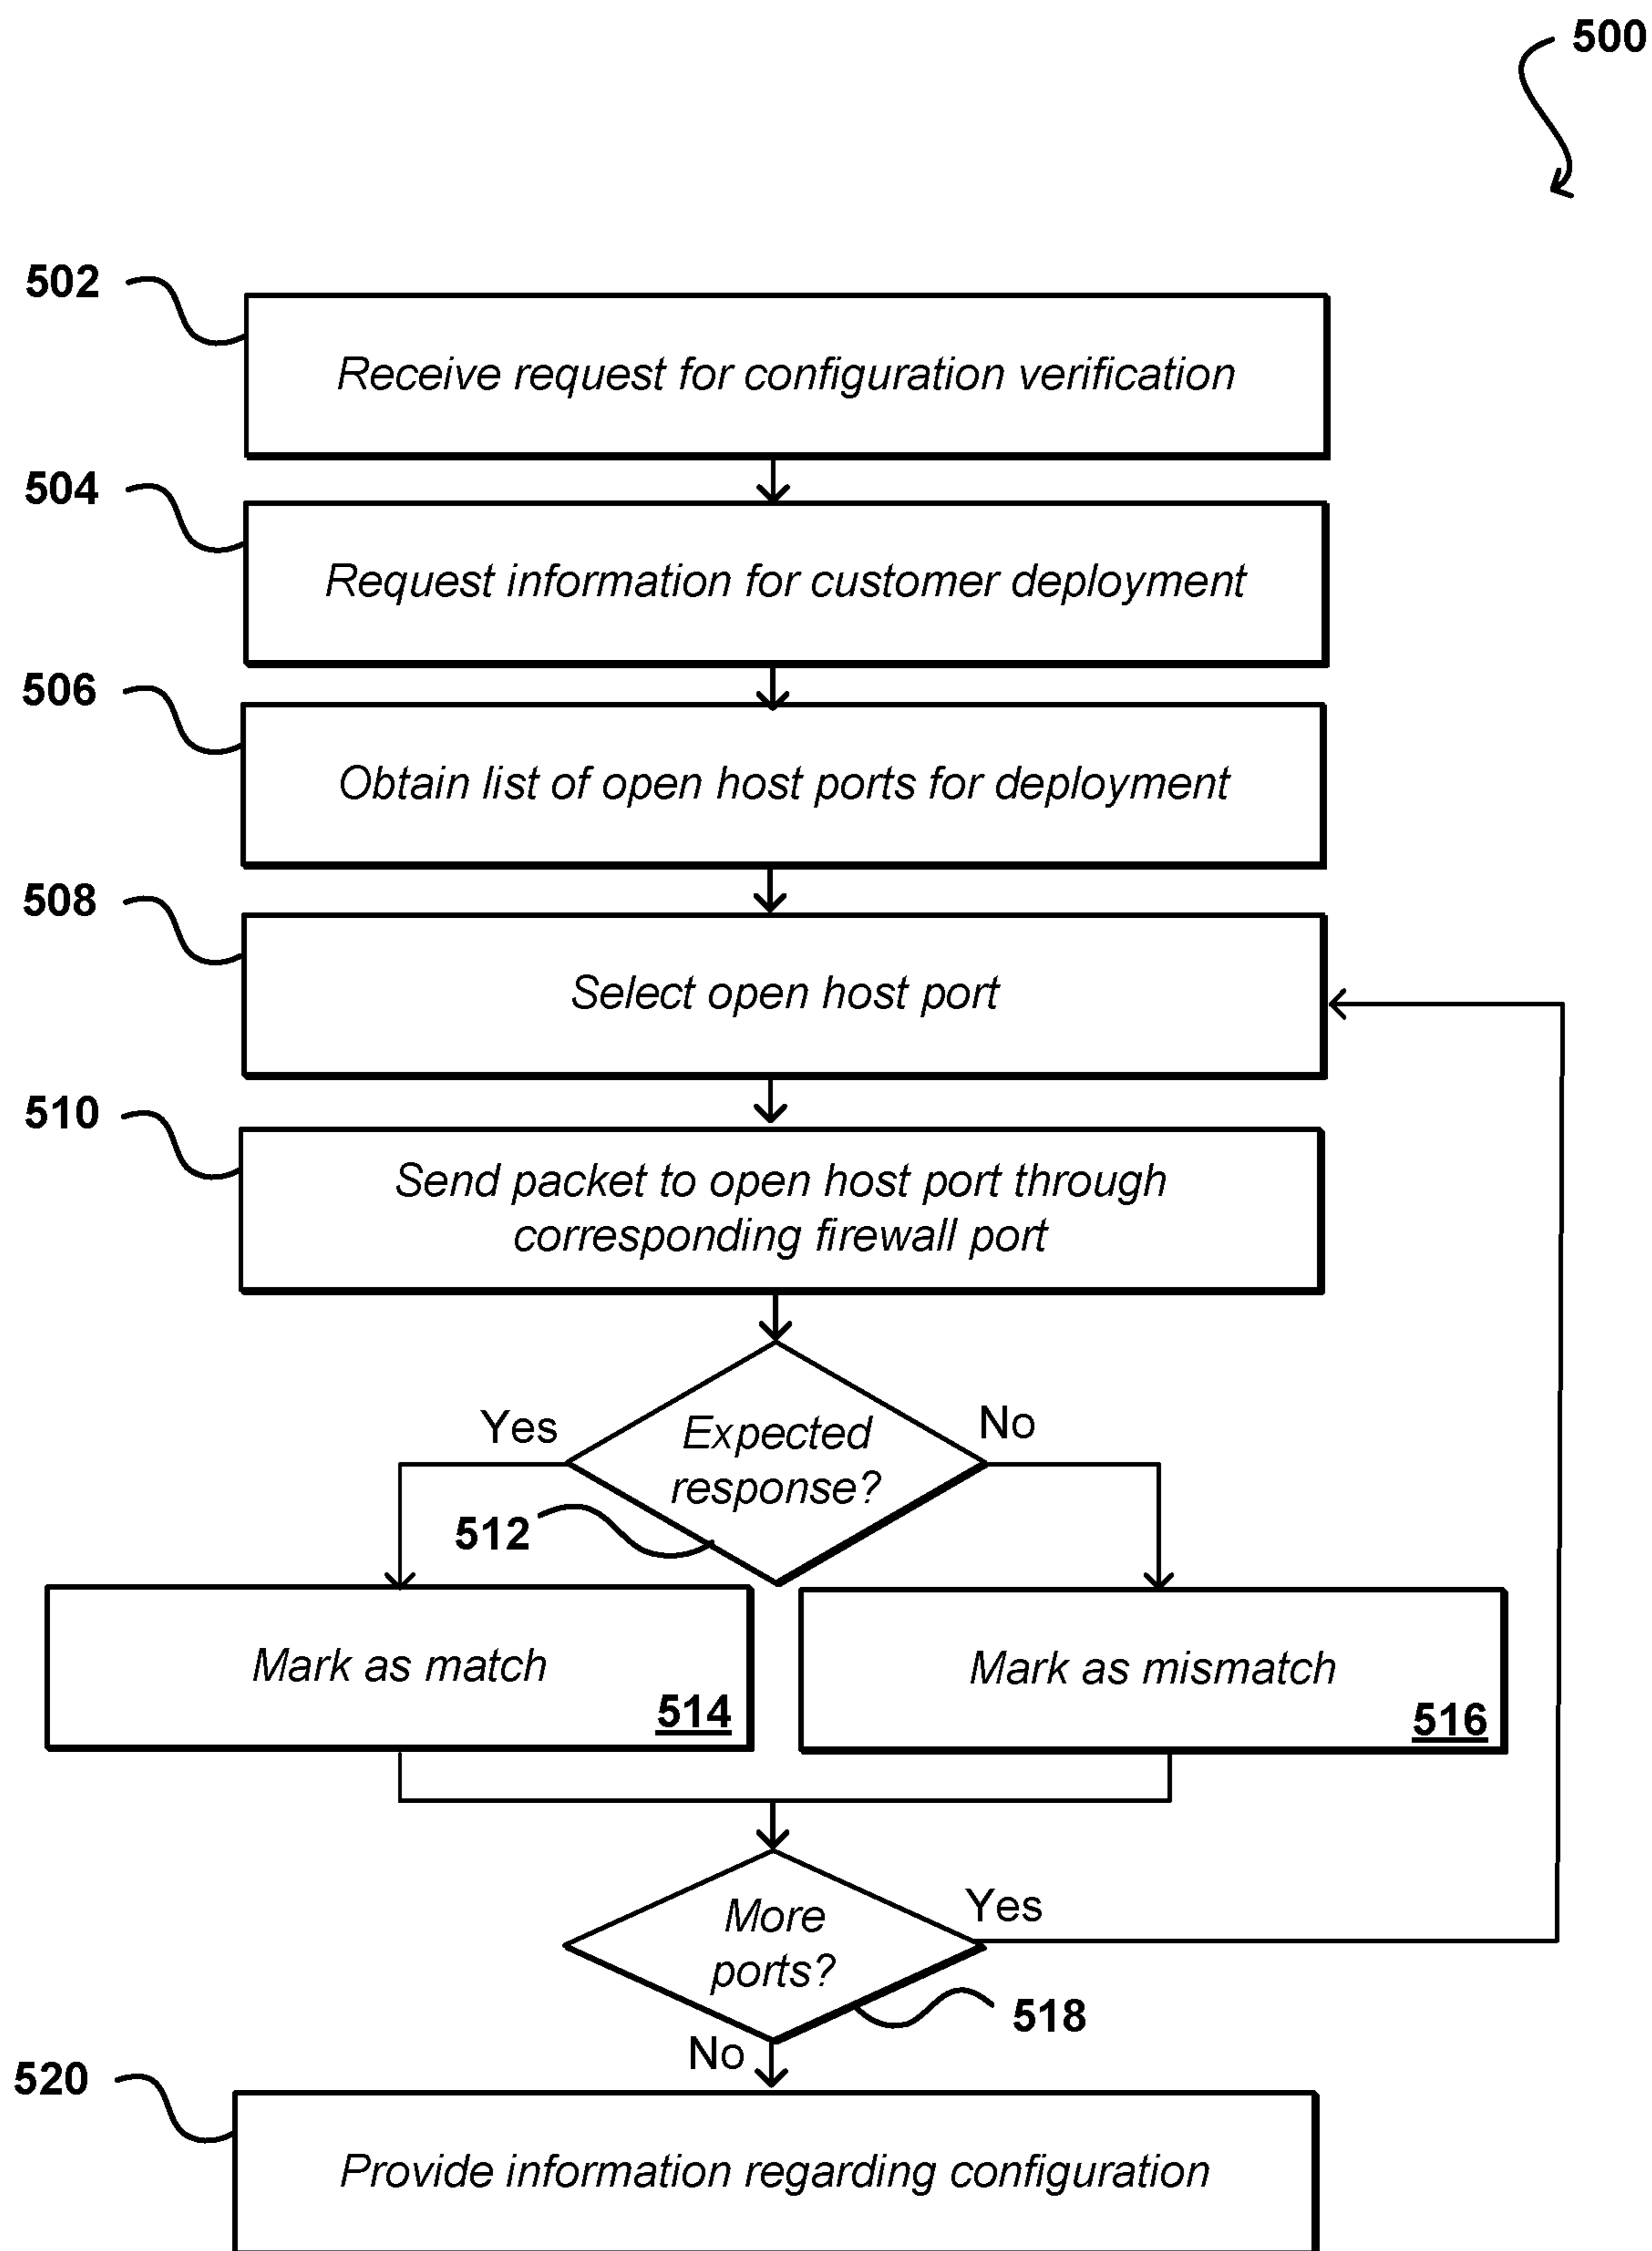 500
502
Receive request for configuration verification
504
Request information for customer deployment
506
Obtain list of open host ports for deployment
508
Select open host port
510
Send packet to open host port through
corresponding firewall port
Yes
Expected
response?
No
512
Mark as match
514
Mark as mismatch
516
More
ports?
Yes
518
No
520
Provide information regarding configuration